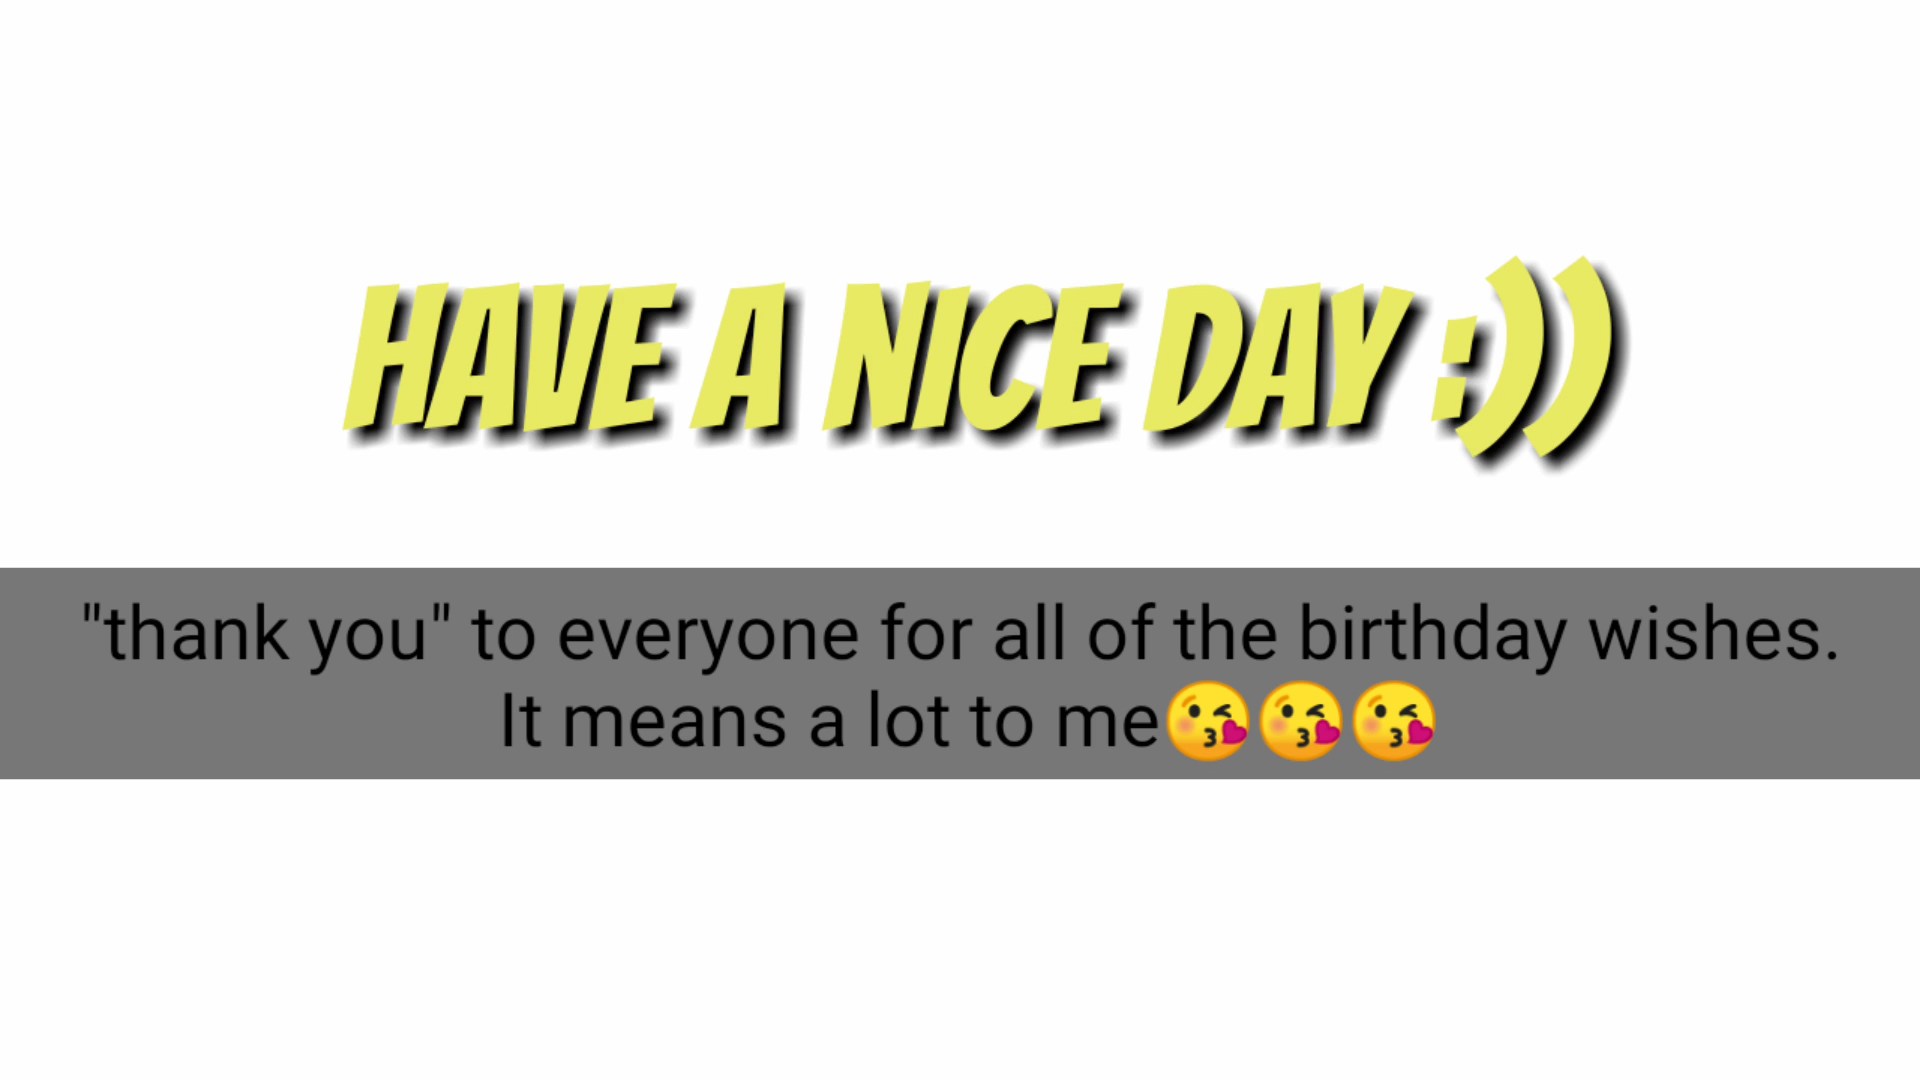 HAVE A NICE DAY :))
"thank you" to everyone for all of the birthday wishes.
It means a lot to me😘😘😘